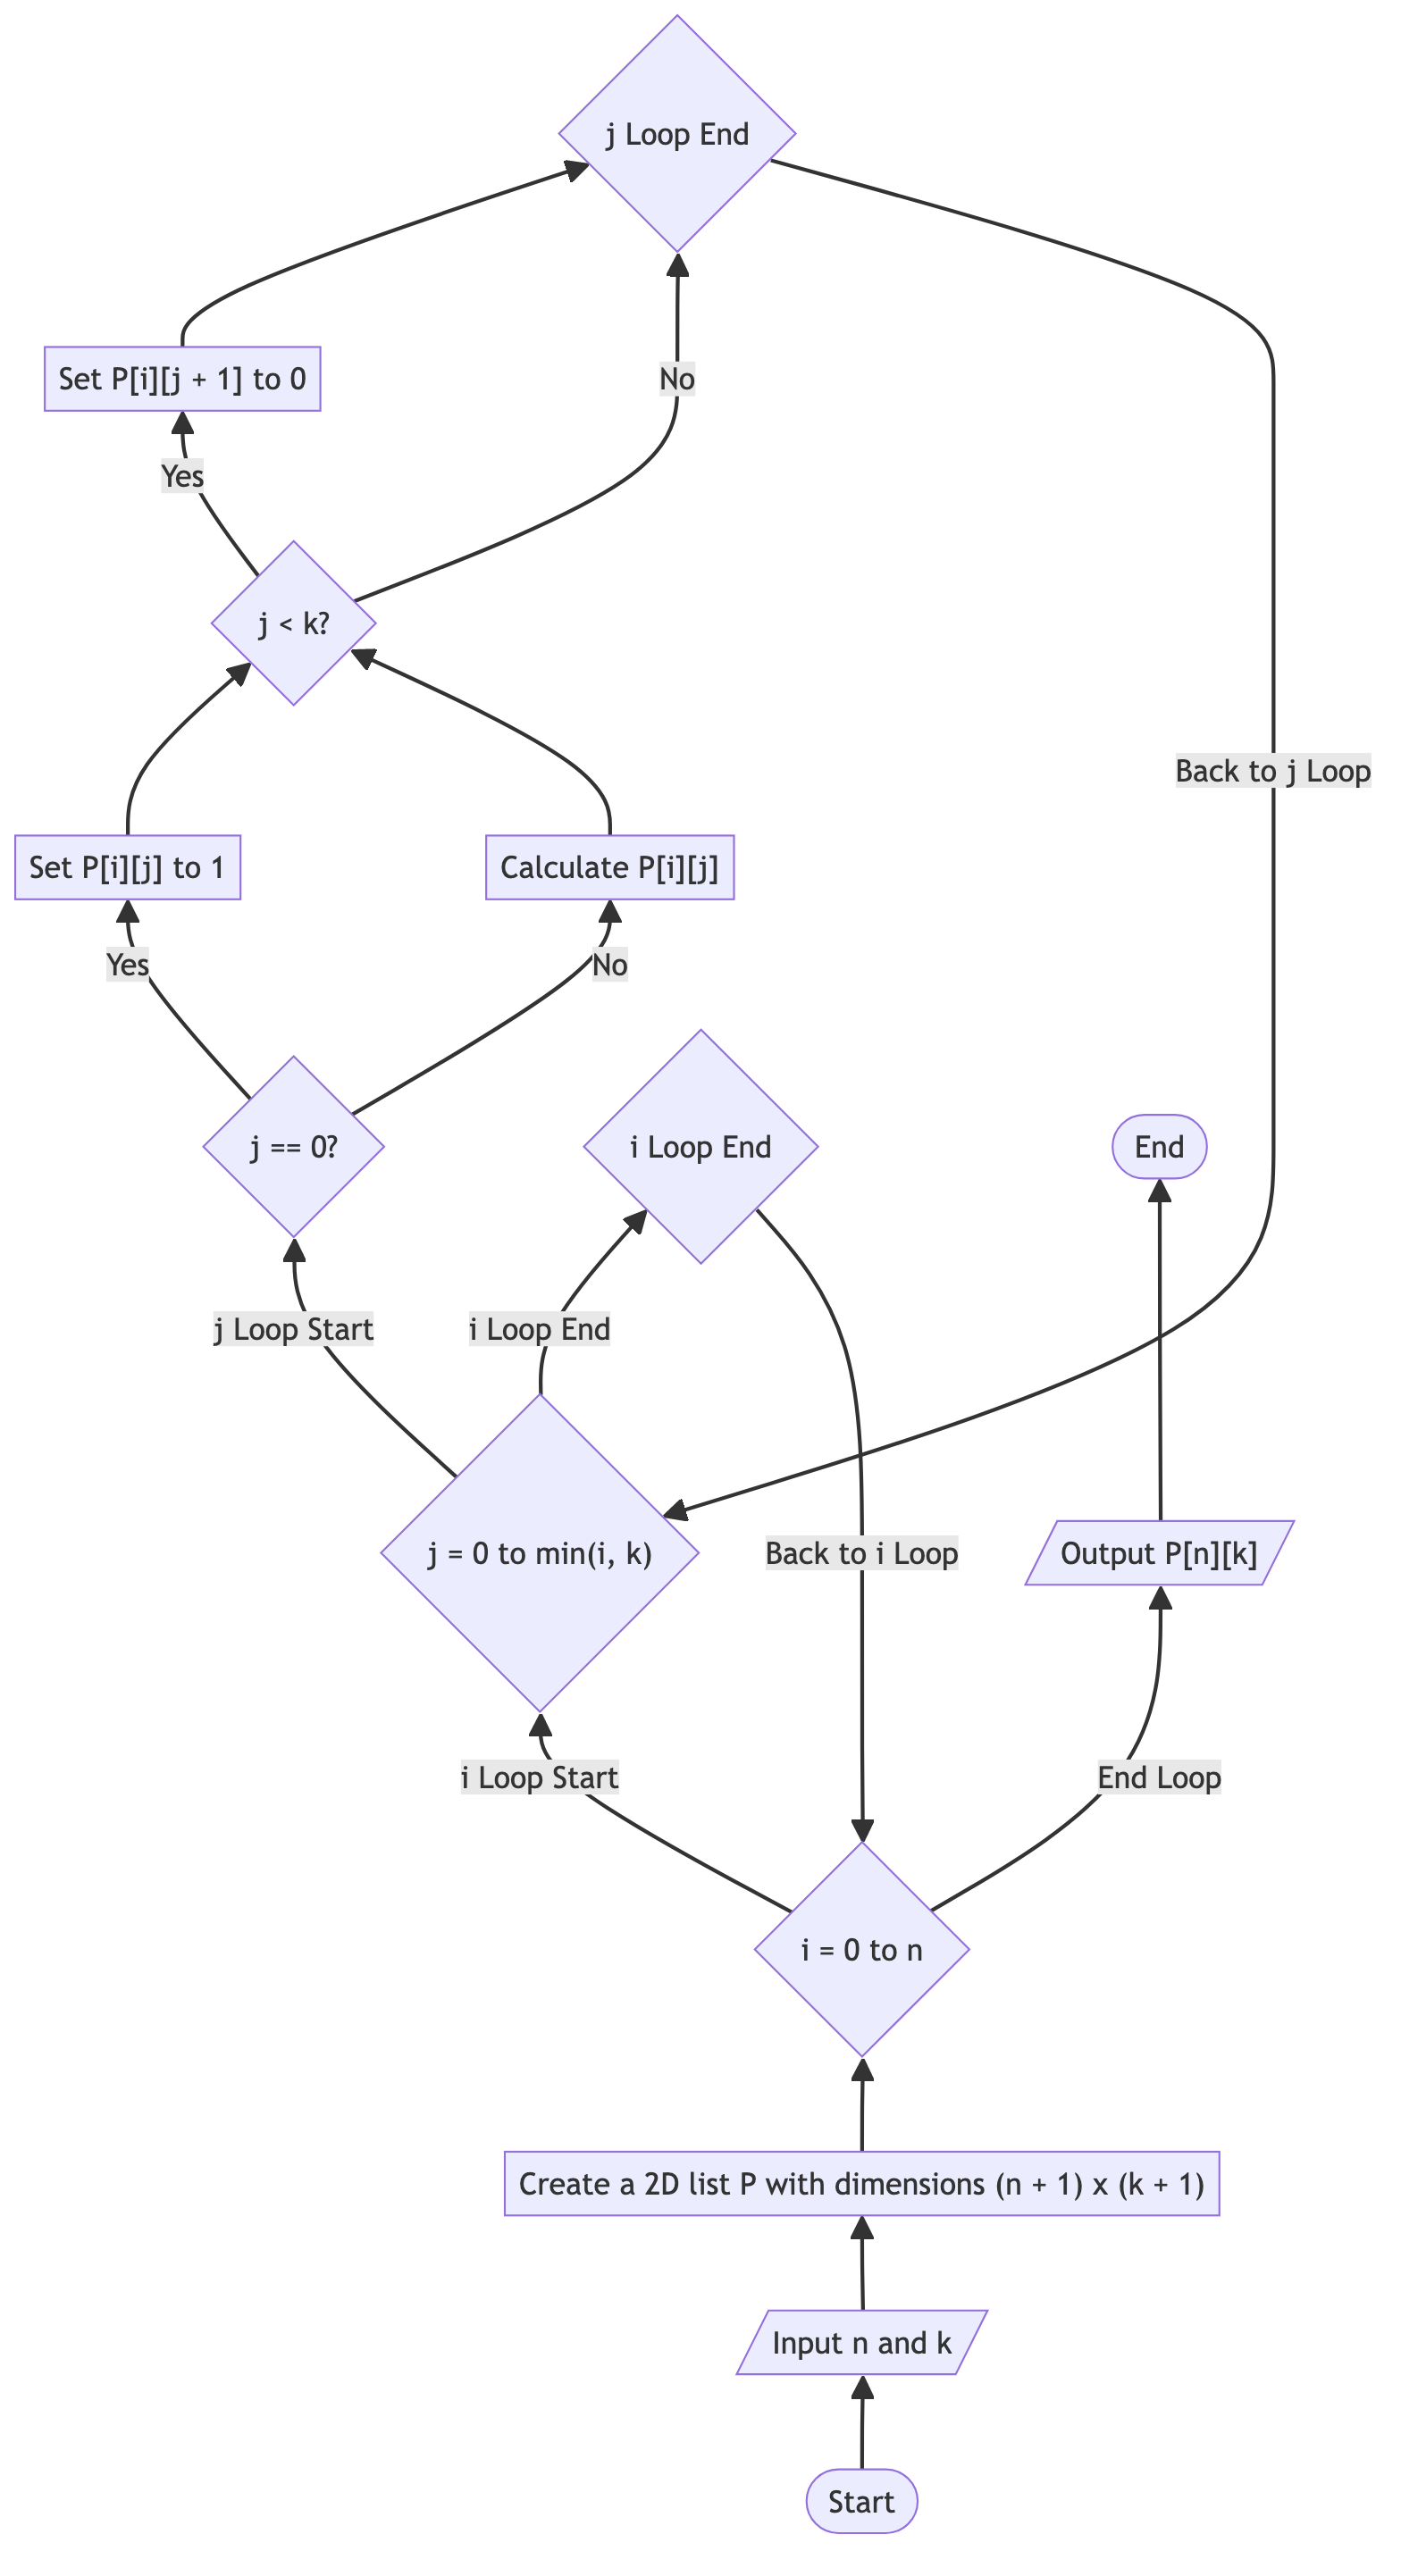 j Loop End
Set P[i][j + 1] to 0
No
Yes
j < k?
Back to j Loop
Set P[i][j] to 1
Calculate P[i][j]
Yes
No
j == 0?
i Loop End
End
j Loop Start
i Loop End
j = 0 to min(i, k)
Back to i Loop
Output P[n][k]
i Loop Start
End Loop
i = 0 to n
Create a 2D list P with dimensions (n + 1) x (k + 1)
Input n and k
Start